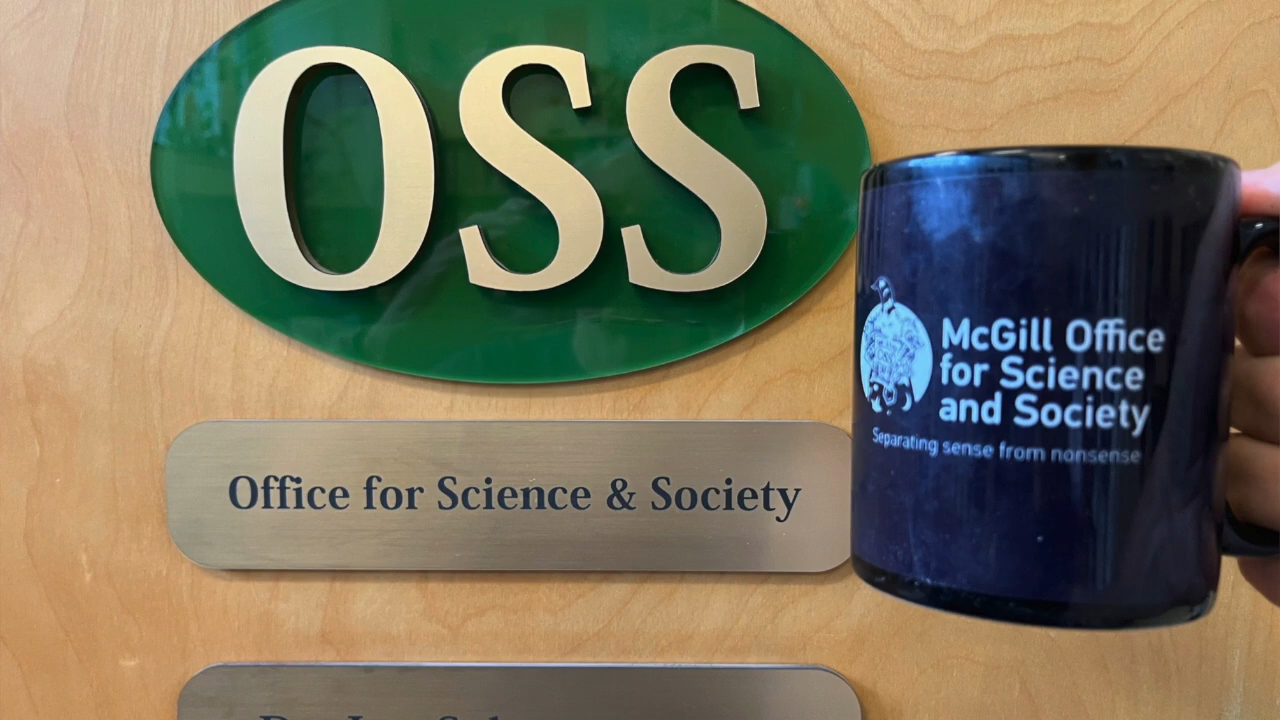 OSS
Office for Science & Society
McGill Office
for Science
and Society
Separating sense from nonsense